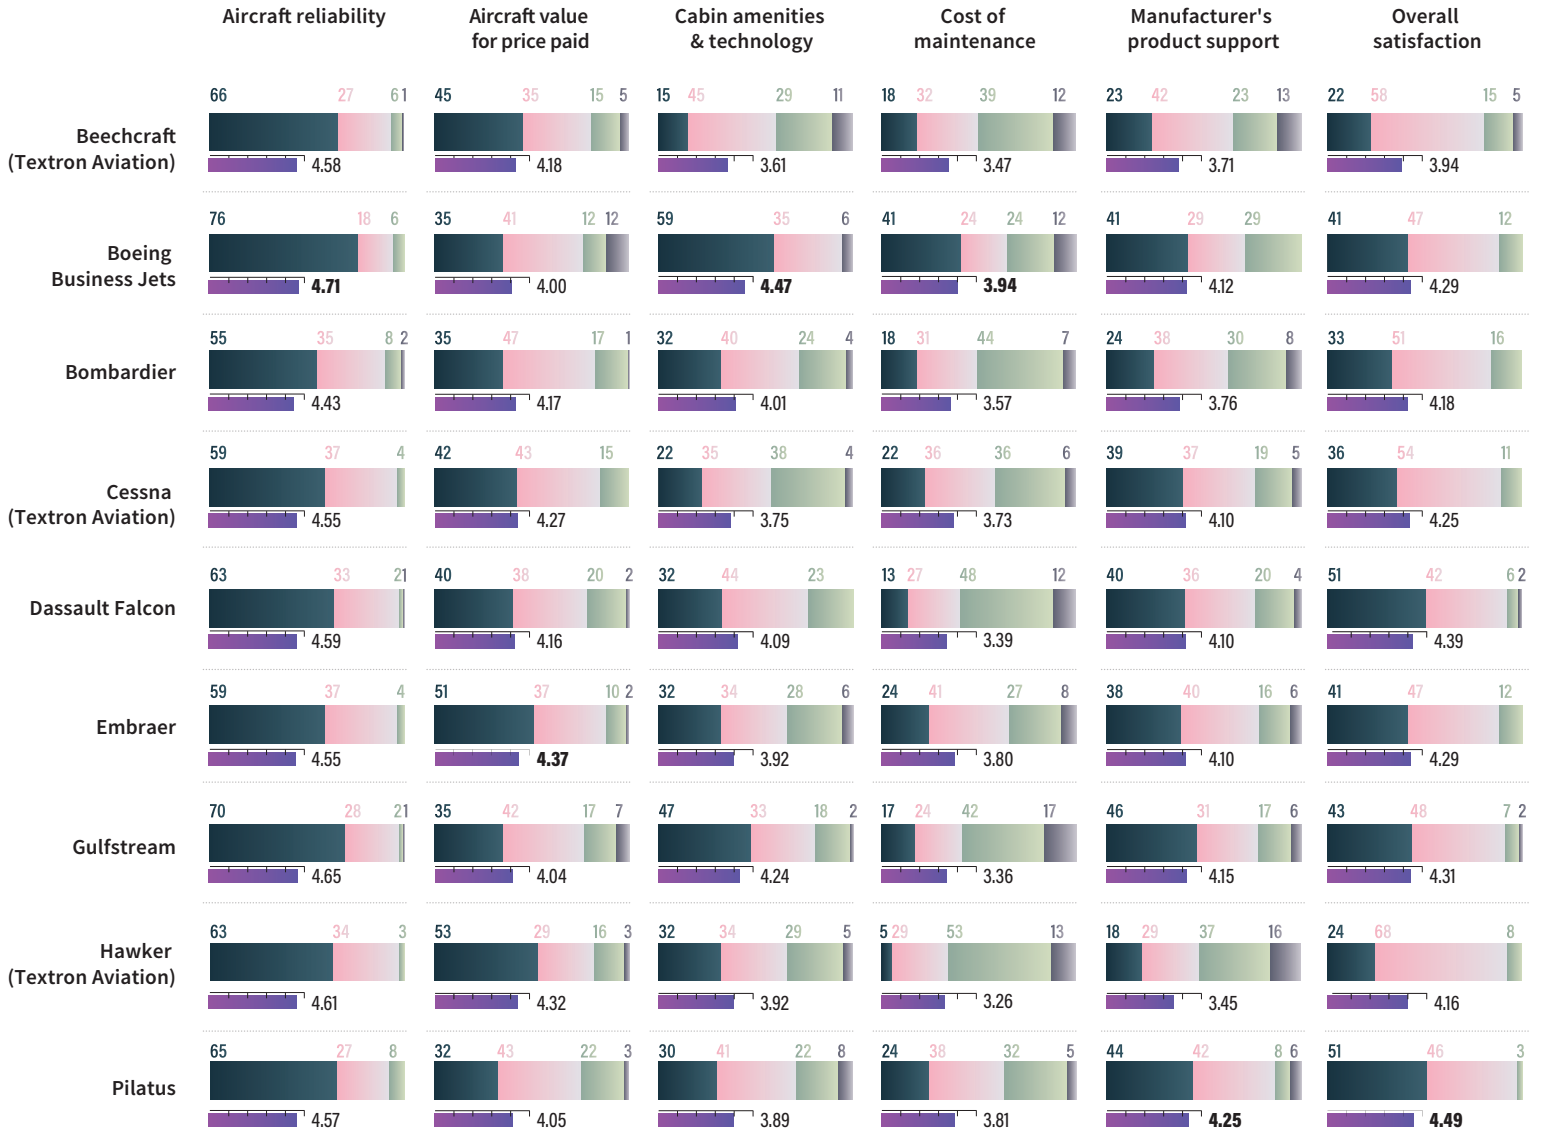 Aircraft reliability
Aircraft value
for price paid
Cabin amenities
& technology
Cost of
maintenance
Manufacturer's
product support
Overall
satisfaction
Beechcraft
(Textron Aviation)
66 27 6 1
4.58
45 35 15 5
4.18
15 45 29 11
3.61
18 32 39 12
3.47
23 42 23 13
3.71
22 58 15 5
3.94
Boeing
Business Jets
76 18 6
4.71
35 41 12 12
4.00
59 35 6
4.47
41 24 24 12
3.94
41 29 29
4.12
41 47 12
4.29
Bombardier
55 35 8 2
4.43
35 47 17 1
4.17
32 40 24 4
4.01
18 31 44 7
3.57
24 38 30 8
3.76
33 51 16
4.18
Cessna
(Textron Aviation)
59 37 4
4.55
42 43 15
4.27
22 35 38 4
3.75
22 36 36 6
3.73
39 37 19 5
4.10
36 54 11
4.25
Dassault Falcon
63 33 2 1
4.59
40 38 20 2
4.16
32 44 23
4.09
13 27 48 12
3.39
40 36 20 4
4.10
51 42 6 2
4.39
Embraer
59 37 4
4.55
51 37 10 2
4.37
32 34 28 6
3.92
24 41 27 8
3.80
38 40 16 6
4.10
41 47 12
4.29
Gulfstream
70 28 2 1
4.65
35 42 17 7
4.04
47 33 18 2
4.24
17 24 42 17
3.36
46 31 17 6
4.15
43 48 7 2
4.31
Hawker
(Textron Aviation)
63 34 3
4.61
53 29 16 3
4.32
32 34 29 5
3.92
5 29 53 13
3.26
18 29 37 16
3.45
24 68 8
4.16
Pilatus
65 27 8
4.57
32 43 22 3
4.05
30 41 22 8
3.89
24 38 32 5
3.81
44 42 8 6
4.25
51 46 3
4.49